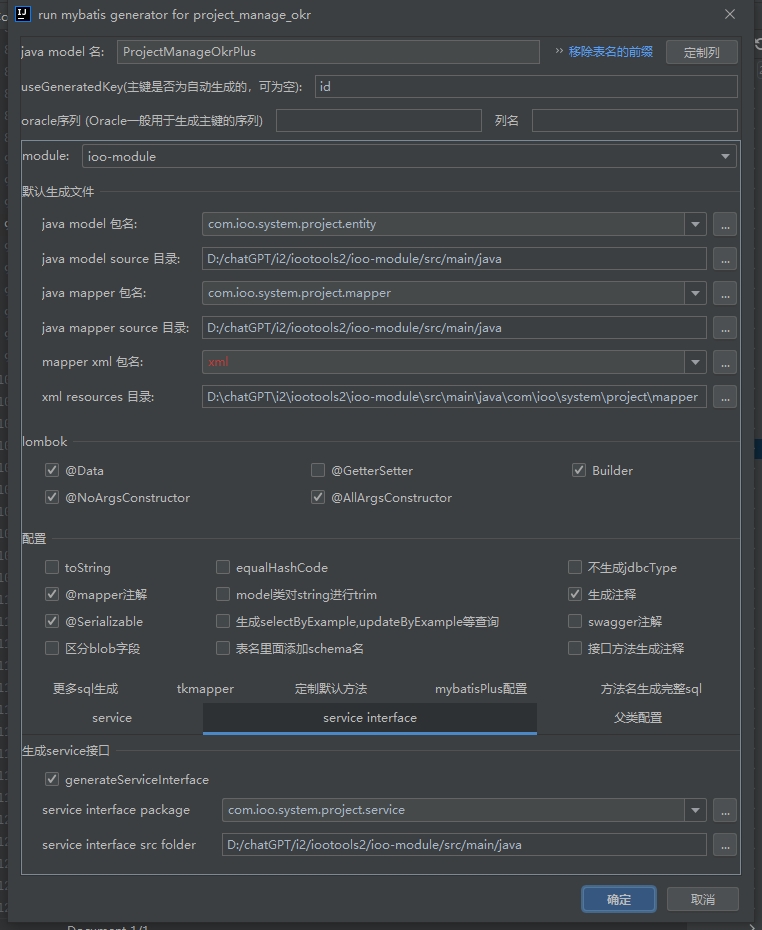 run mybatis generator for project_manage_okr
java model 名: ProjectManageOkrPlus >> 移除表名的前缀 定制列
useGeneratedKey(主键是否为自动生成的，可为空): id
oracle序列 (Oracle一般用于生成主键的序列) 列名
module: ioo-module
默认生成文件
java model 包名: com.ioo.system.project.entity ...
java model source 目录: D:/chatGPT/i2/iootools2/ioo-module/src/main/java ...
java mapper 包名: com.ioo.system.project.mapper ...
java mapper source 目录: D:/chatGPT/i2/iootools2/ioo-module/src/main/java ...
mapper xml 包名: xml ...
xml resources 目录: D:\chatGPT\i2\iootools2\ioo-module\src\main\java\com\ioo\system\project\mapper ...
lombok
@Data @GetterSetter Builder
@NoArgsConstructor @AllArgsConstructor
配置
toString equalHashCode 不生成jdbcType
@mapper注解 model类对string进行trim 生成注释
@Serializable 生成selectByExample,updateByExample等查询 swagger注解
区分blob字段 表名里面添加schema名 接口方法生成注释
更多sql生成 tkmapper 定制默认方法 mybatisPlus配置 方法名生成完整sql
service service interface 父类配置
生成service接口
generateServiceInterface
service interface package com.ioo.system.project.service ...
service interface src folder D:/chatGPT/i2/iootools2/ioo-module/src/main/java ...
确定 取消
Document 1/1